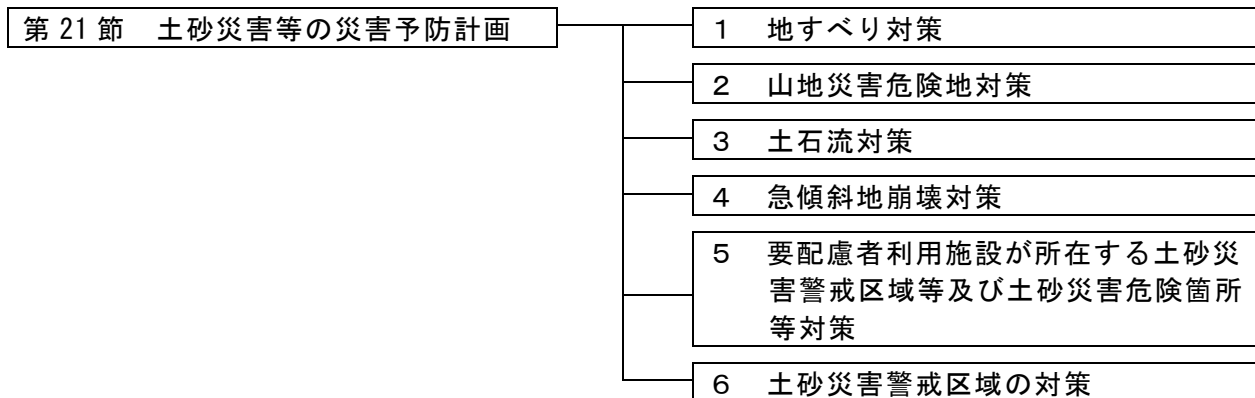 第21節　土砂災害等の災害予防計画
１　地すべり対策
２　山地災害危険地対策
３　土石流対策
４　急傾斜地崩壊対策
５　要配慮者利用施設が所在する土砂災
害警戒区域等及び土砂災害危険箇所
等対策
６　土砂災害警戒区域の対策